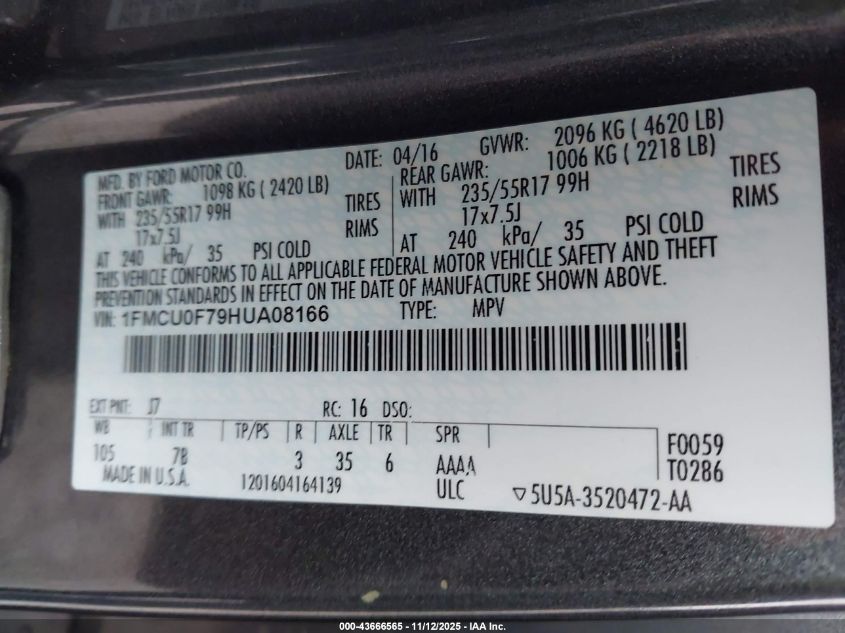 MFD. BY FORD MOTOR CO.
DATE: 04/16 GVWR: 2096 KG ( 4620 LB)
FRONT GAWR: 1098 KG ( 2420 LB)
WITH 235/55R17 99H TIRES
17x7.5J RIMS
AT 240 kPa/ 35 PSI COLD
REAR GAWR: 1006 KG ( 2218 LB)
WITH 235/55R17 99H TIRES
17x7.5J RIMS
AT 240 kPa/ 35 PSI COLD
THIS VEHICLE CONFORMS TO ALL APPLICABLE FEDERAL MOTOR VEHICLE SAFETY AND THEFT
PREVENTION STANDARDS IN EFFECT ON THE DATE OF MANUFACTURE SHOWN ABOVE.
VIN: 1FMCU0F79HUA08166 TYPE: MPV
EXT PNT: J7 RC: 16 DSO:
WB INT TR TP/PS R AXLE TR SPR
105 7B 3 35 6 AAAA
F0059
T0286
MADE IN U.S.A. 1201604164139 ULC ▽5U5A-3520472-AA
000-43666565 - 11/12/2025 - IAA Inc.